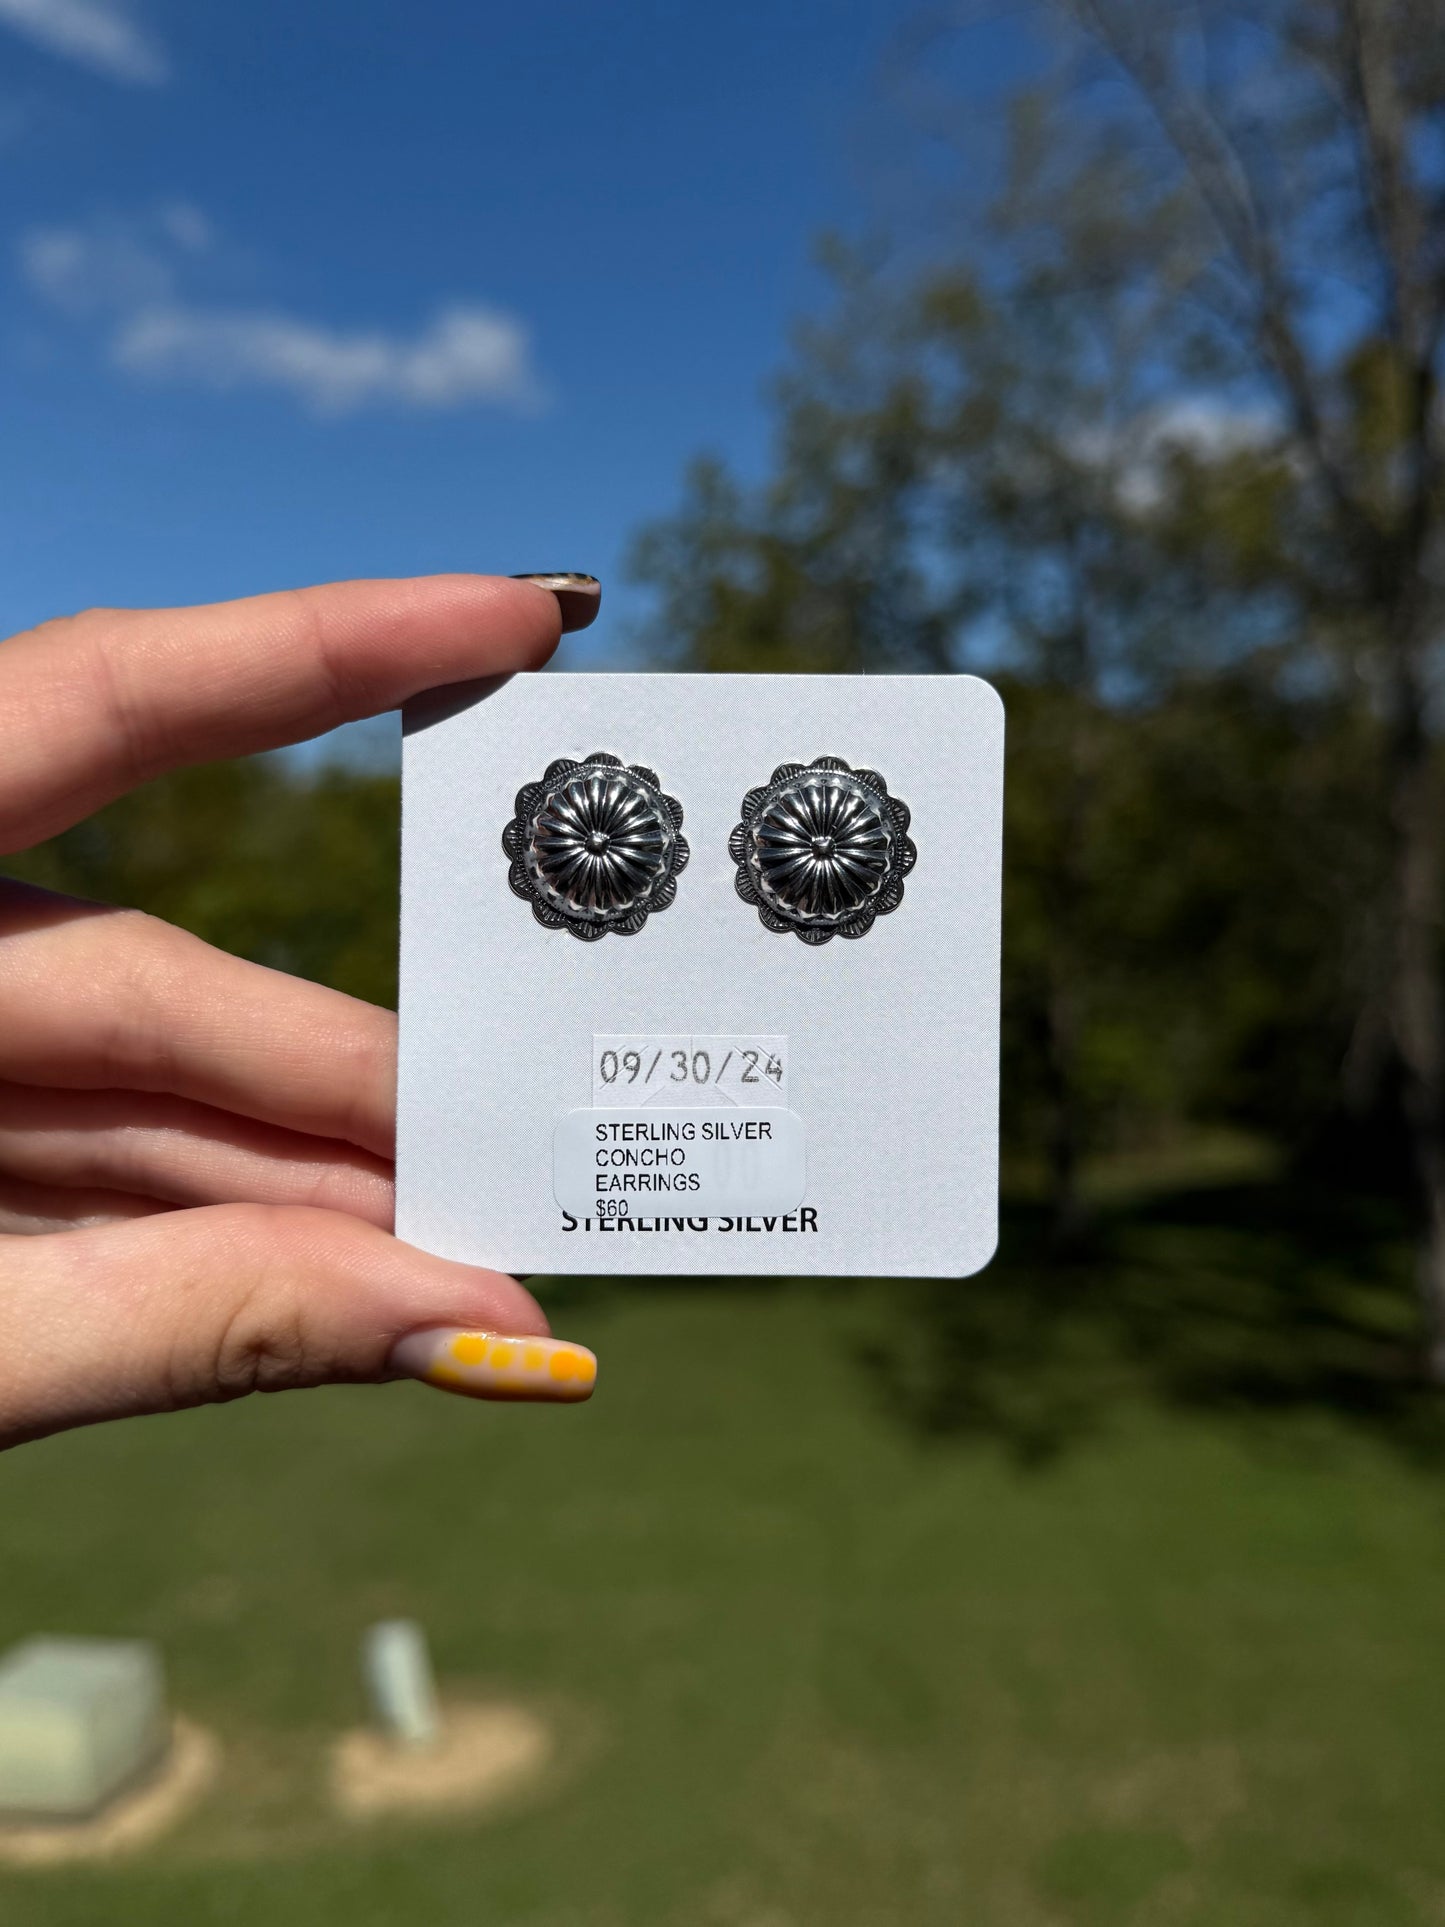 09/30/24
STERLING SILVER
CONCHO
EARRINGS
$60
STERLING SILVER